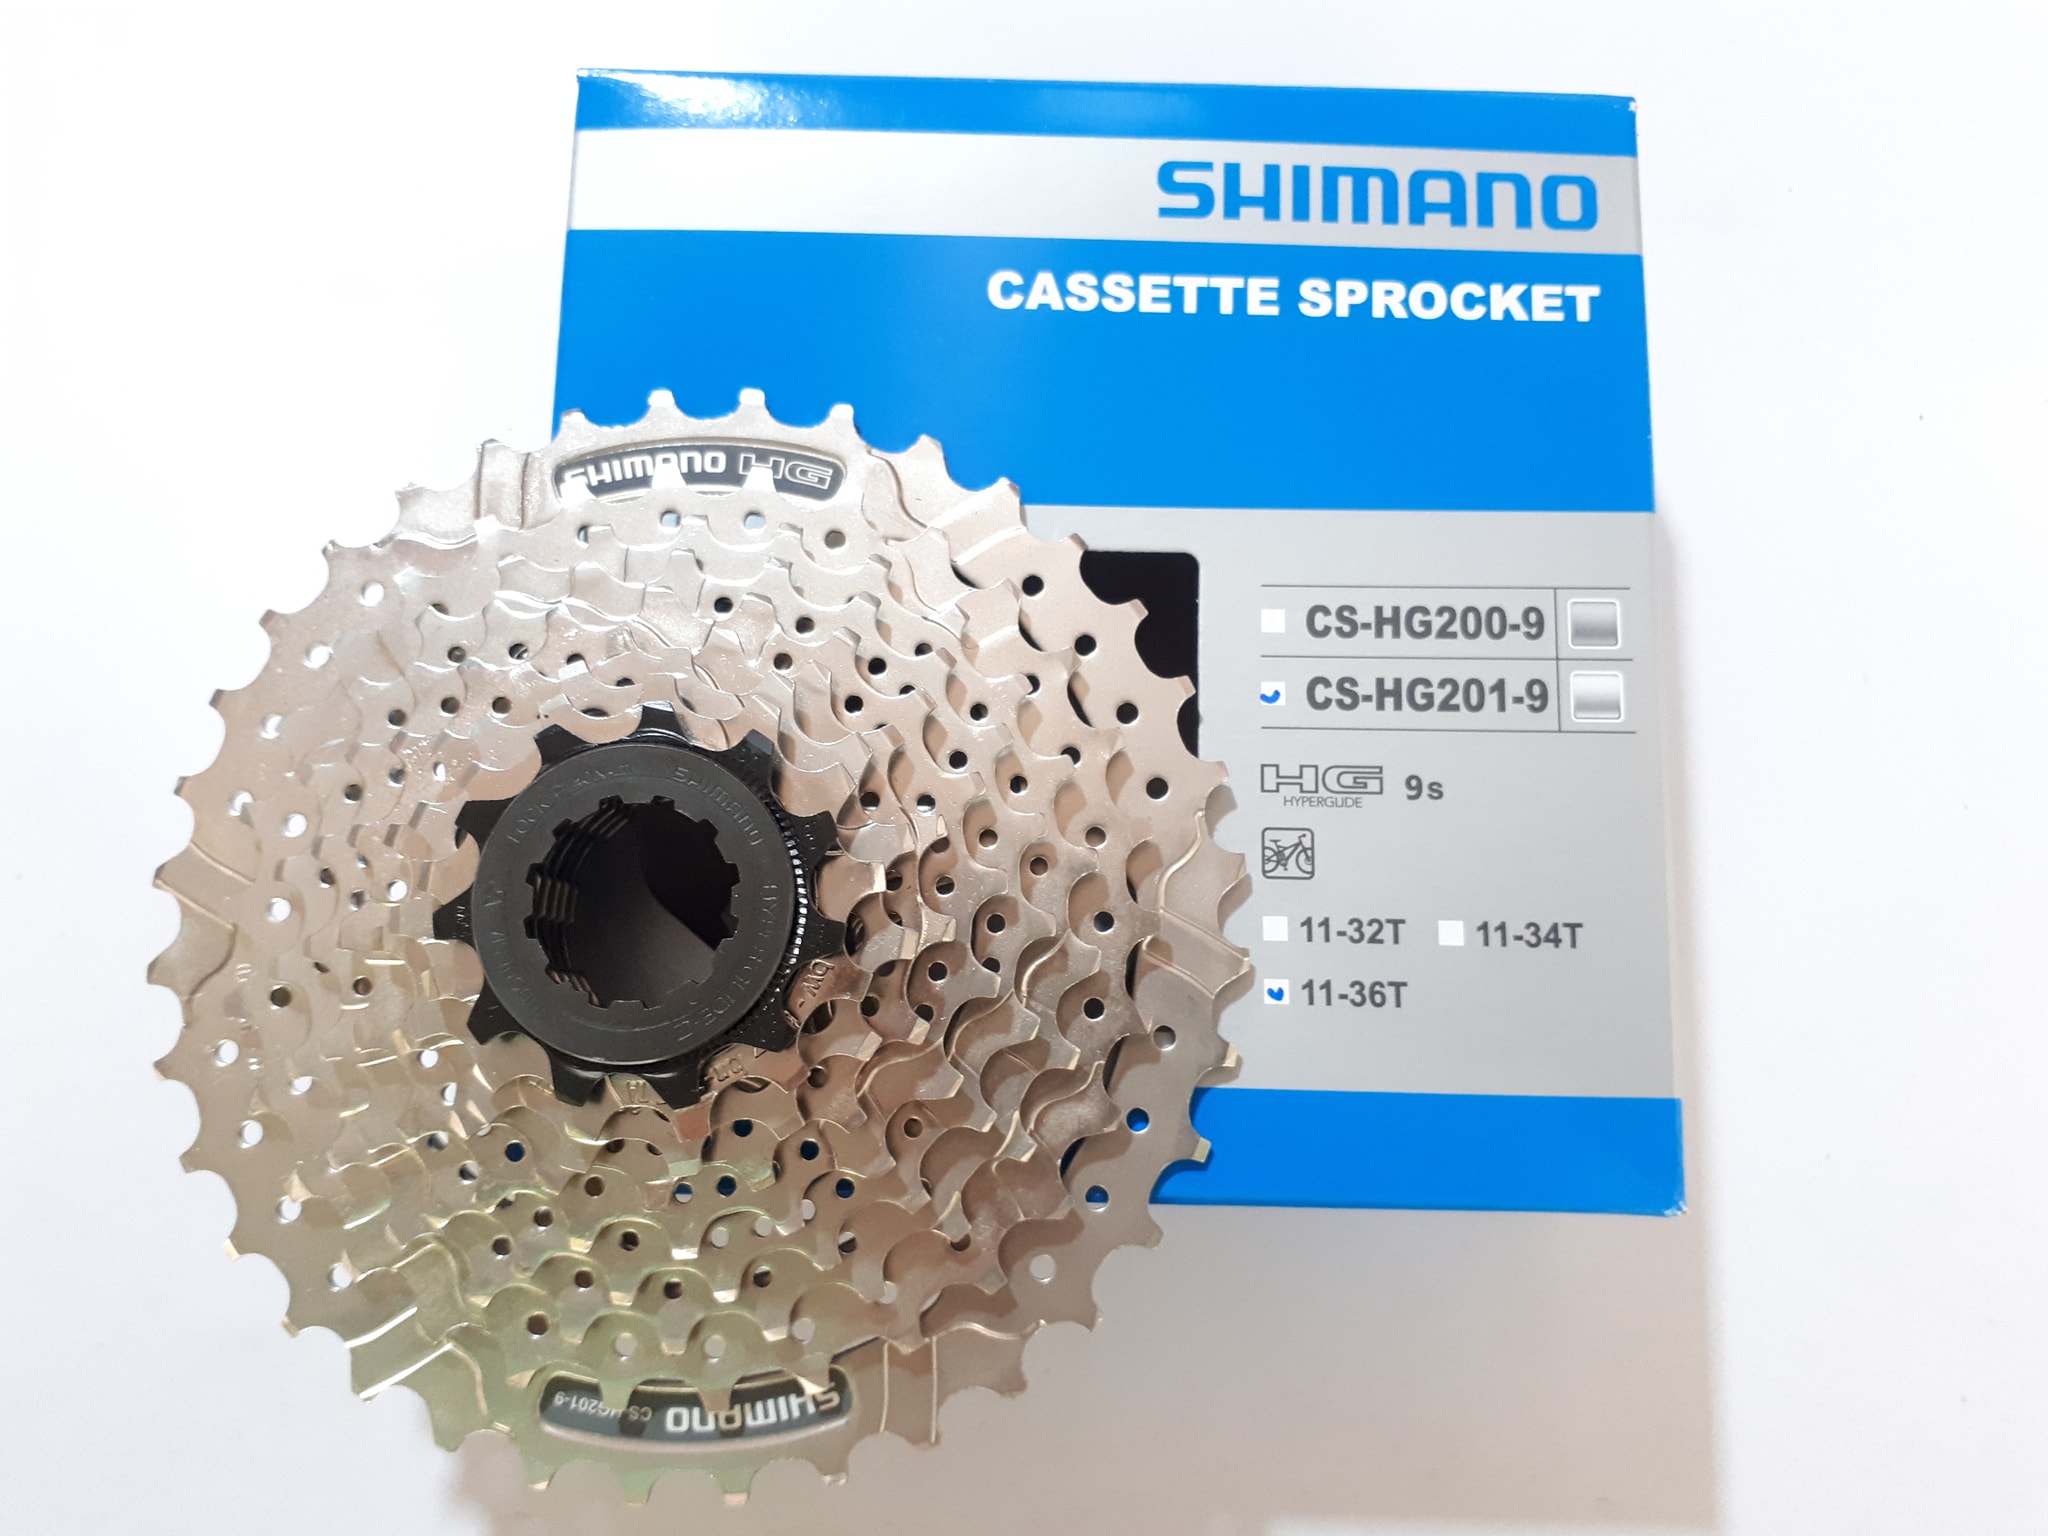 SHIMANO
CASSETTE SPROCKET
SHIMANO HG
CS-HG200-9
CS-HG201-9
HG 9s
HYPERGLIDE
11-32T 11-34T
11-36T
SHIMANO
SHIMANO CS-HG201-9